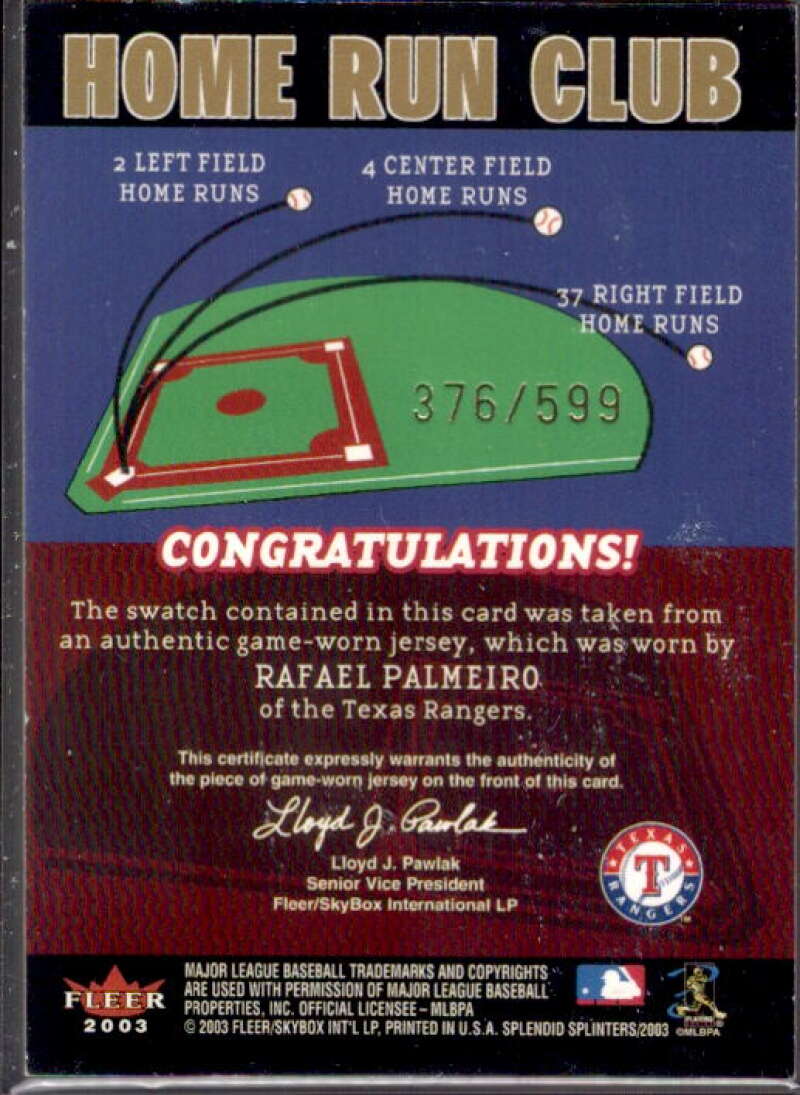 HOME RUN CLUB
2 LEFT FIELD
HOME RUNS
4 CENTER FIELD
HOME RUNS
37 RIGHT FIELD
HOME RUNS
376/599
CONGRATULATIONS!
The swatch contained in this card was taken from
an authentic game-worn jersey, which was worn by
RAFAEL PALMEIRO
of the Texas Rangers.
This certificate expressly warrants the authenticity of
the piece of game-worn jersey on the front of this card.
Lloyd J. Pawlak
Lloyd J. Pawlak
Senior Vice President
Fleer/SkyBox International LP
TEXAS
T
RANGERS
™
FLEER
2003
MAJOR LEAGUE BASEBALL TRADEMARKS AND COPYRIGHTS
ARE USED WITH PERMISSION OF MAJOR LEAGUE BASEBALL
PROPERTIES, INC. OFFICIAL LICENSEE – MLBPA
© 2003 FLEER/SKYBOX INT'L LP, PRINTED IN U.S.A. SPLENDID SPLINTERS/2003
©MLBPA